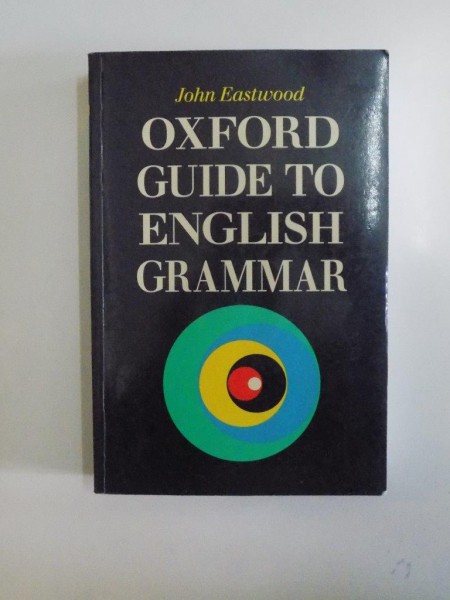 John Eastwood
OXFORD
GUIDE TO
ENGLISH
GRAMMAR